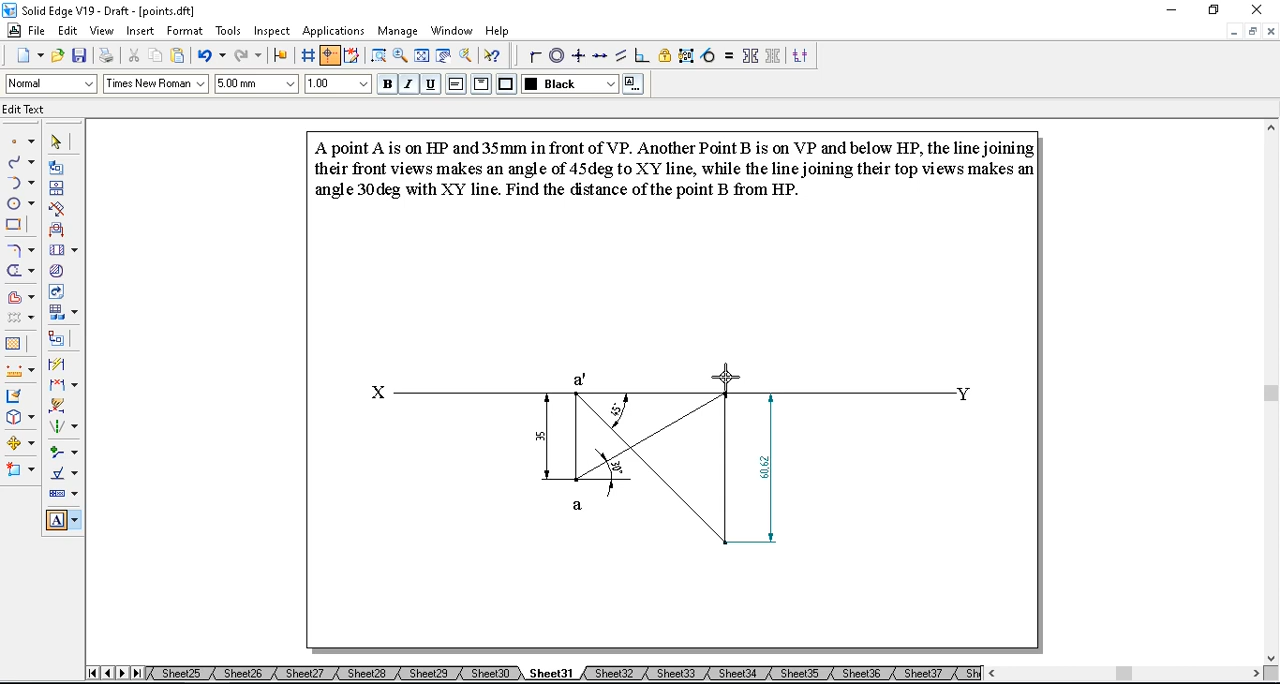 Solid Edge V19 - Draft - [points.dft]
File Edit View Insert Format Tools Inspect Applications Manage Window Help
Normal Times New Roman 5.00 mm 1.00 B I U Black A...
Edit Text
A point A is on HP and 35mm in front of VP. Another Point B is on VP and below HP, the line joining
their front views makes an angle of 45deg to XY line, while the line joining their top views makes an
angle 30deg with XY line. Find the distance of the point B from HP.
a'
X Y
45°
35
30°
60,62
a
A
Sheet25 Sheet26 Sheet27 Sheet28 Sheet29 Sheet30 Sheet31 Sheet32 Sheet33 Sheet34 Sheet35 Sheet36 Sheet37 Sh